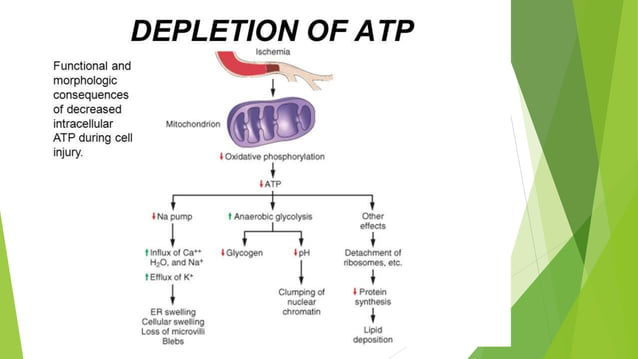 DEPLETION OF ATP
Functional and
morphologic
consequences
of decreased
intracellular
ATP during cell
injury.
Ischemia
Mitochondrion
↓Oxidative phosphorylation
↓ATP
↓Na pump
↑Anaerobic glycolysis
Other
effects
↑Influx of Ca⁺⁺
H₂O, and Na⁺
↑Efflux of K⁺
ER swelling
Cellular swelling
Loss of microvilli
Blebs
↓Glycogen
↓pH
Clumping of
nuclear
chromatin
Detachment of
ribosomes, etc.
↓Protein
synthesis
Lipid
deposition